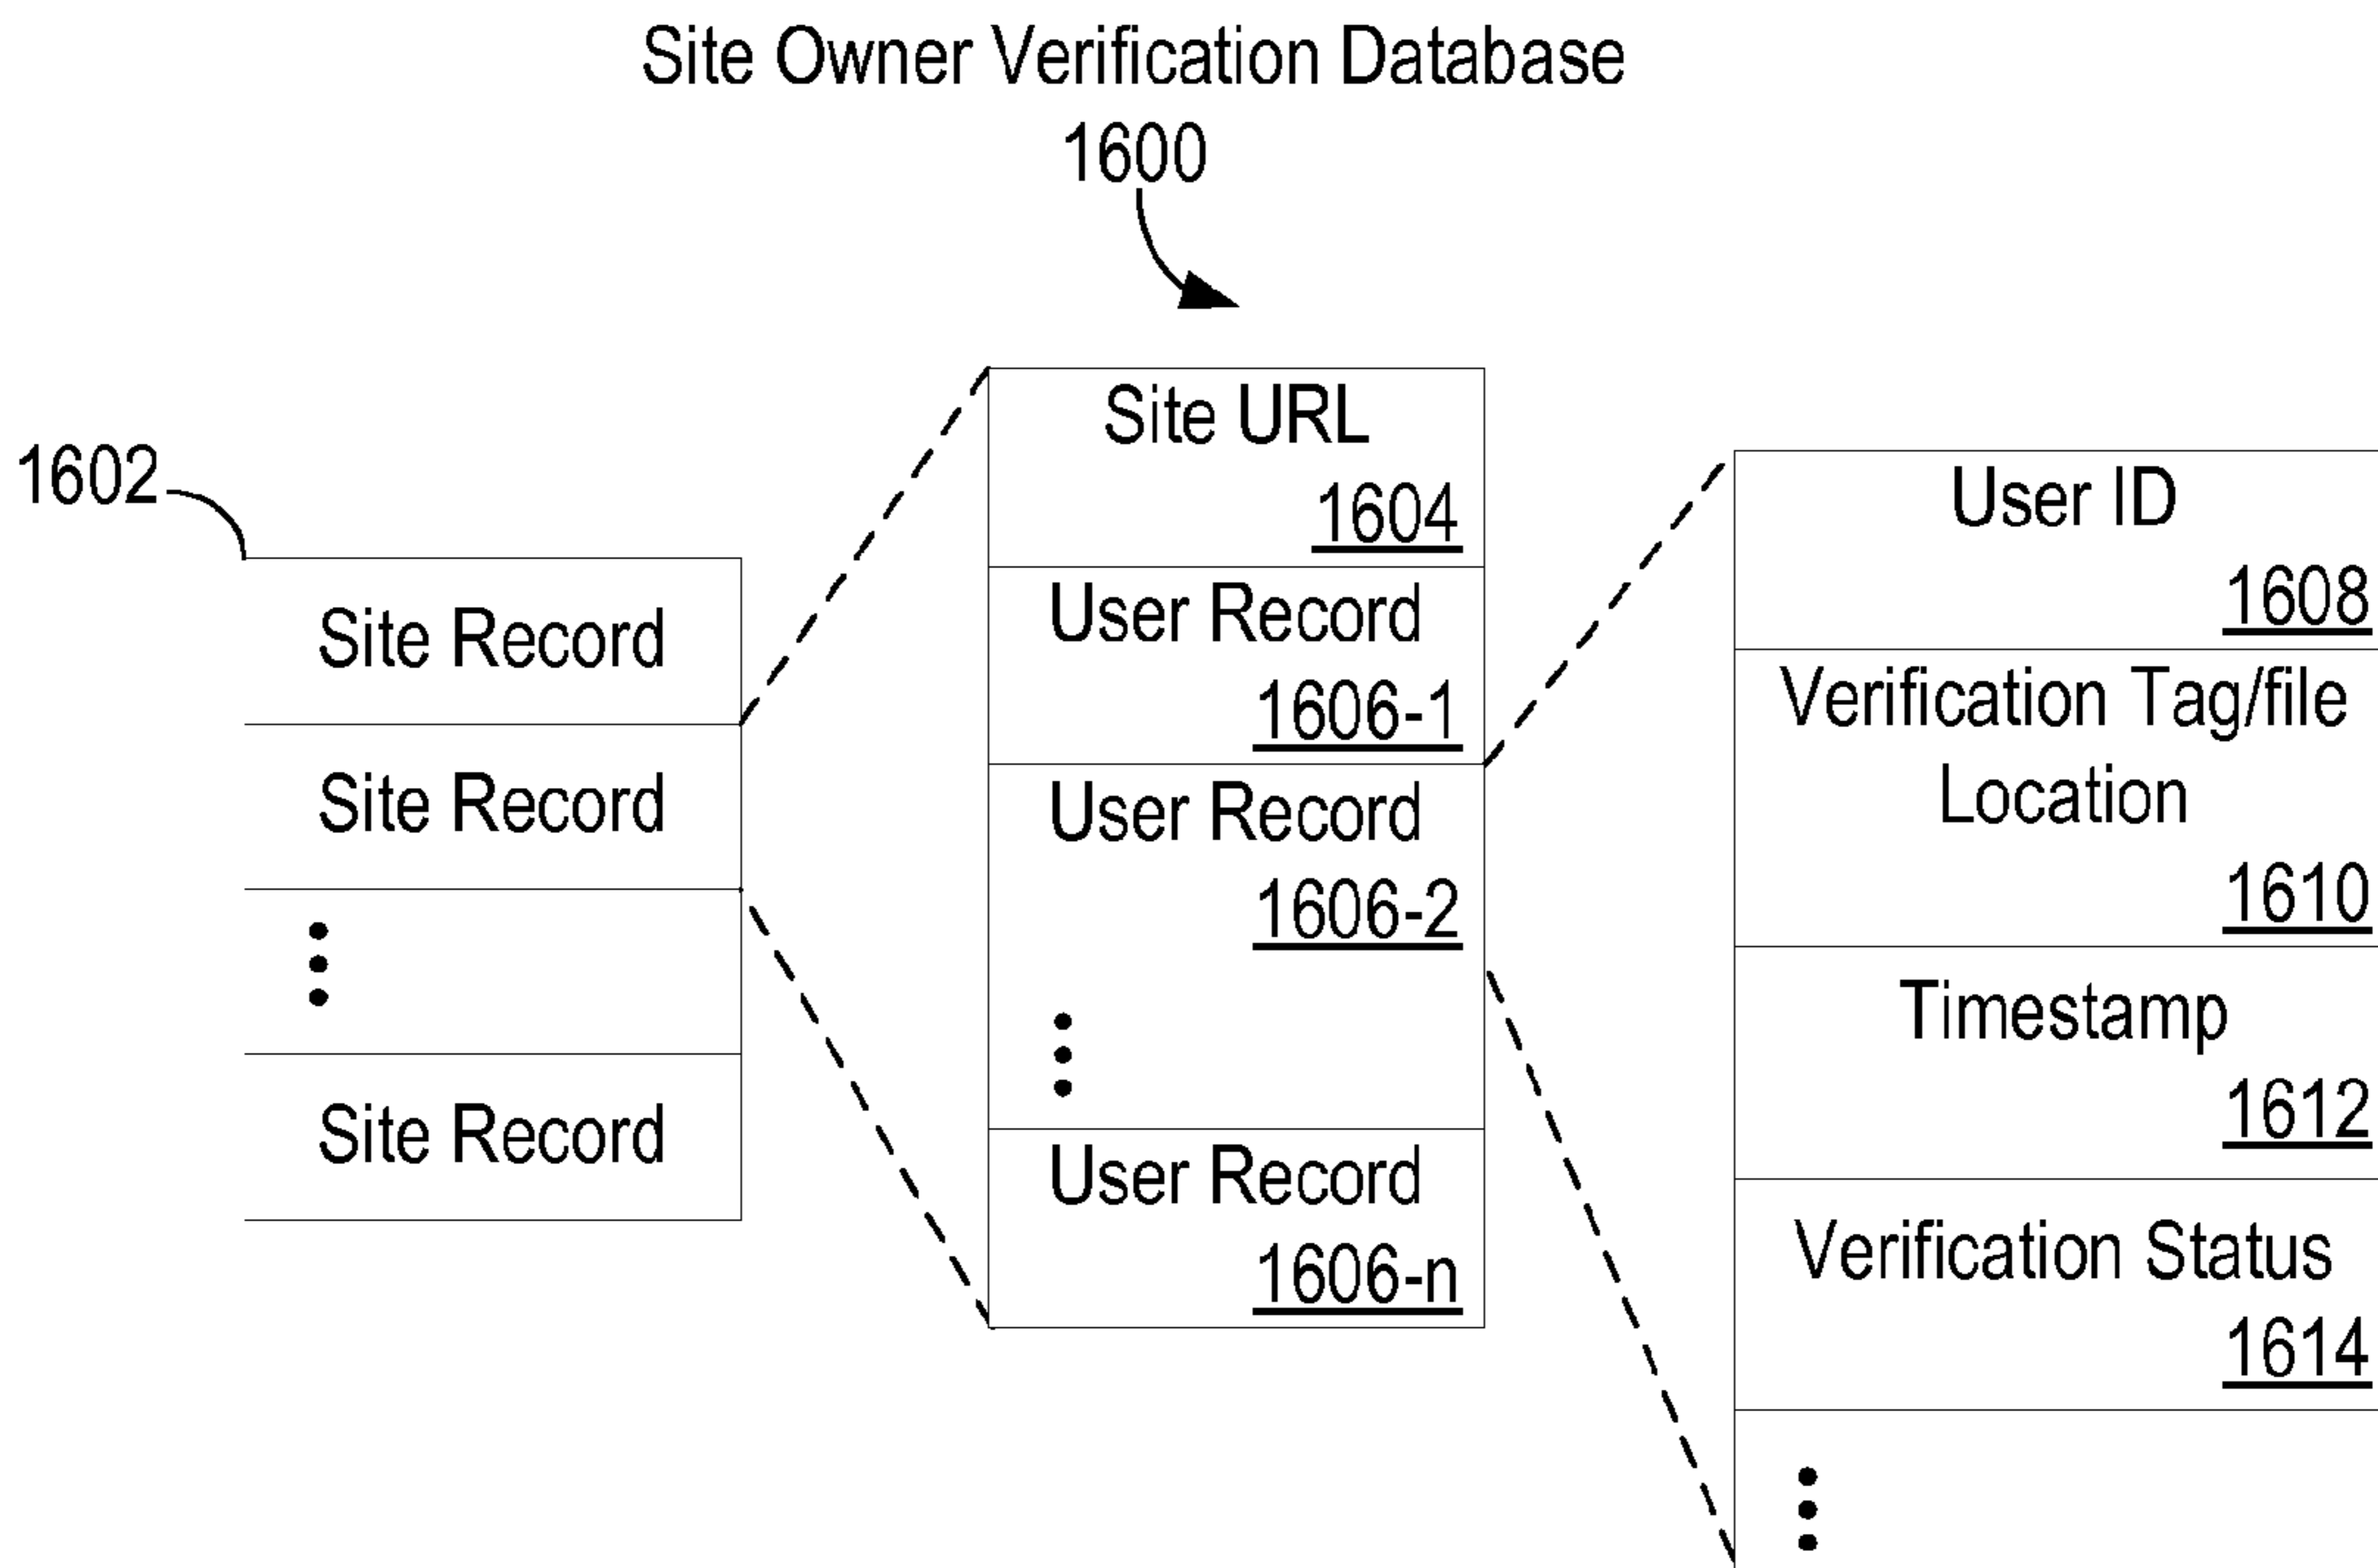 Site Owner Verification Database
1600
1602
Site Record
Site Record
Site Record
Site URL
1604
User Record
1606-1
User Record
1606-2
User Record
1606-n
User ID
1608
Verification Tag/file
Location
1610
Timestamp
1612
Verification Status
1614